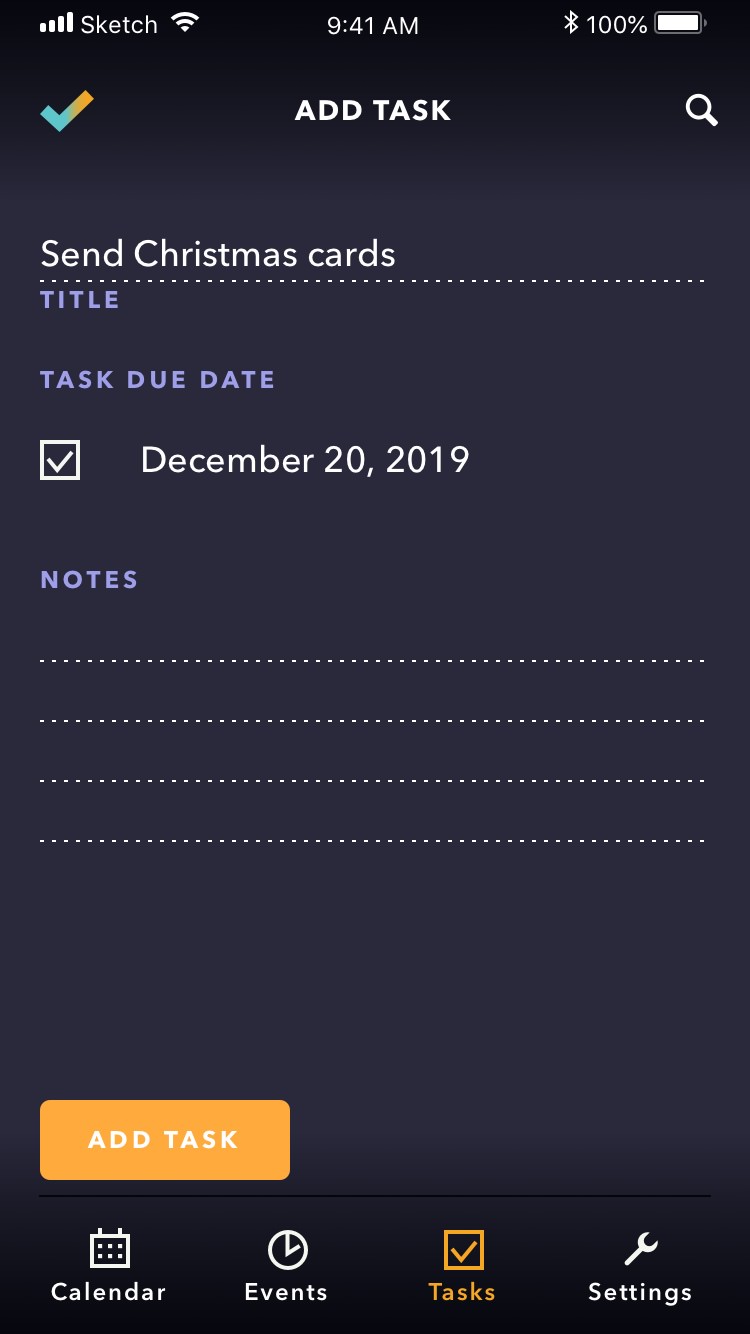 Sketch 9:41 AM 100%
ADD TASK
Send Christmas cards
TITLE
TASK DUE DATE
December 20, 2019
NOTES
ADD TASK
Calendar Events Tasks Settings